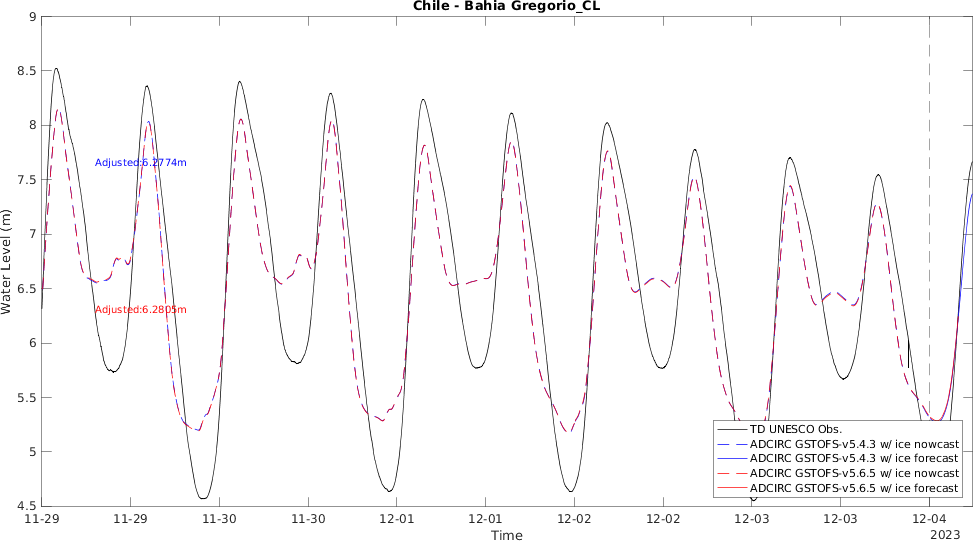 Chile - Bahia Gregorio_CL
9
8.5
8
7.5
7
6.5
6
5.5
5
4.5
Water Level (m)
Adjusted:6.2774m
Adjusted:6.2805m
TD UNESCO Obs.
ADCIRC GSTOFS-v5.4.3 w/ ice nowcast
ADCIRC GSTOFS-v5.4.3 w/ ice forecast
ADCIRC GSTOFS-v5.6.5 w/ ice nowcast
ADCIRC GSTOFS-v5.6.5 w/ ice forecast
11-29 11-29 11-30 11-30 12-01 12-01 12-02 12-02 12-03 12-03 12-04
Time 2023